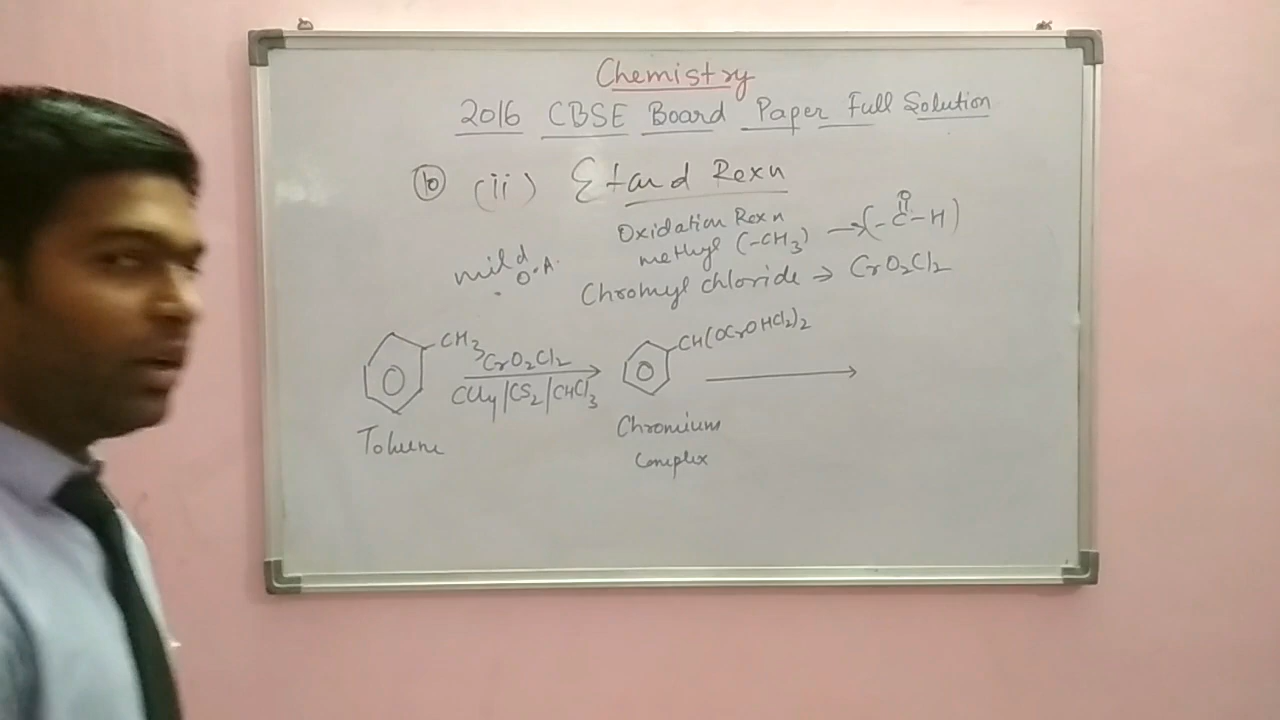 Chemistry
2016 CBSE Board Paper Full Solution
10 (ii) Etard Rexn
Oxidation Rexn
methyl (-CH3) → (-C-H)
O
mild
O.A.
Chromyl chloride → CrO2Cl2
CH3
CrO2Cl2
CCl4/CS2/CHCl3
CH(OCrOHCl2)2
Toluene
Chromium
Complex